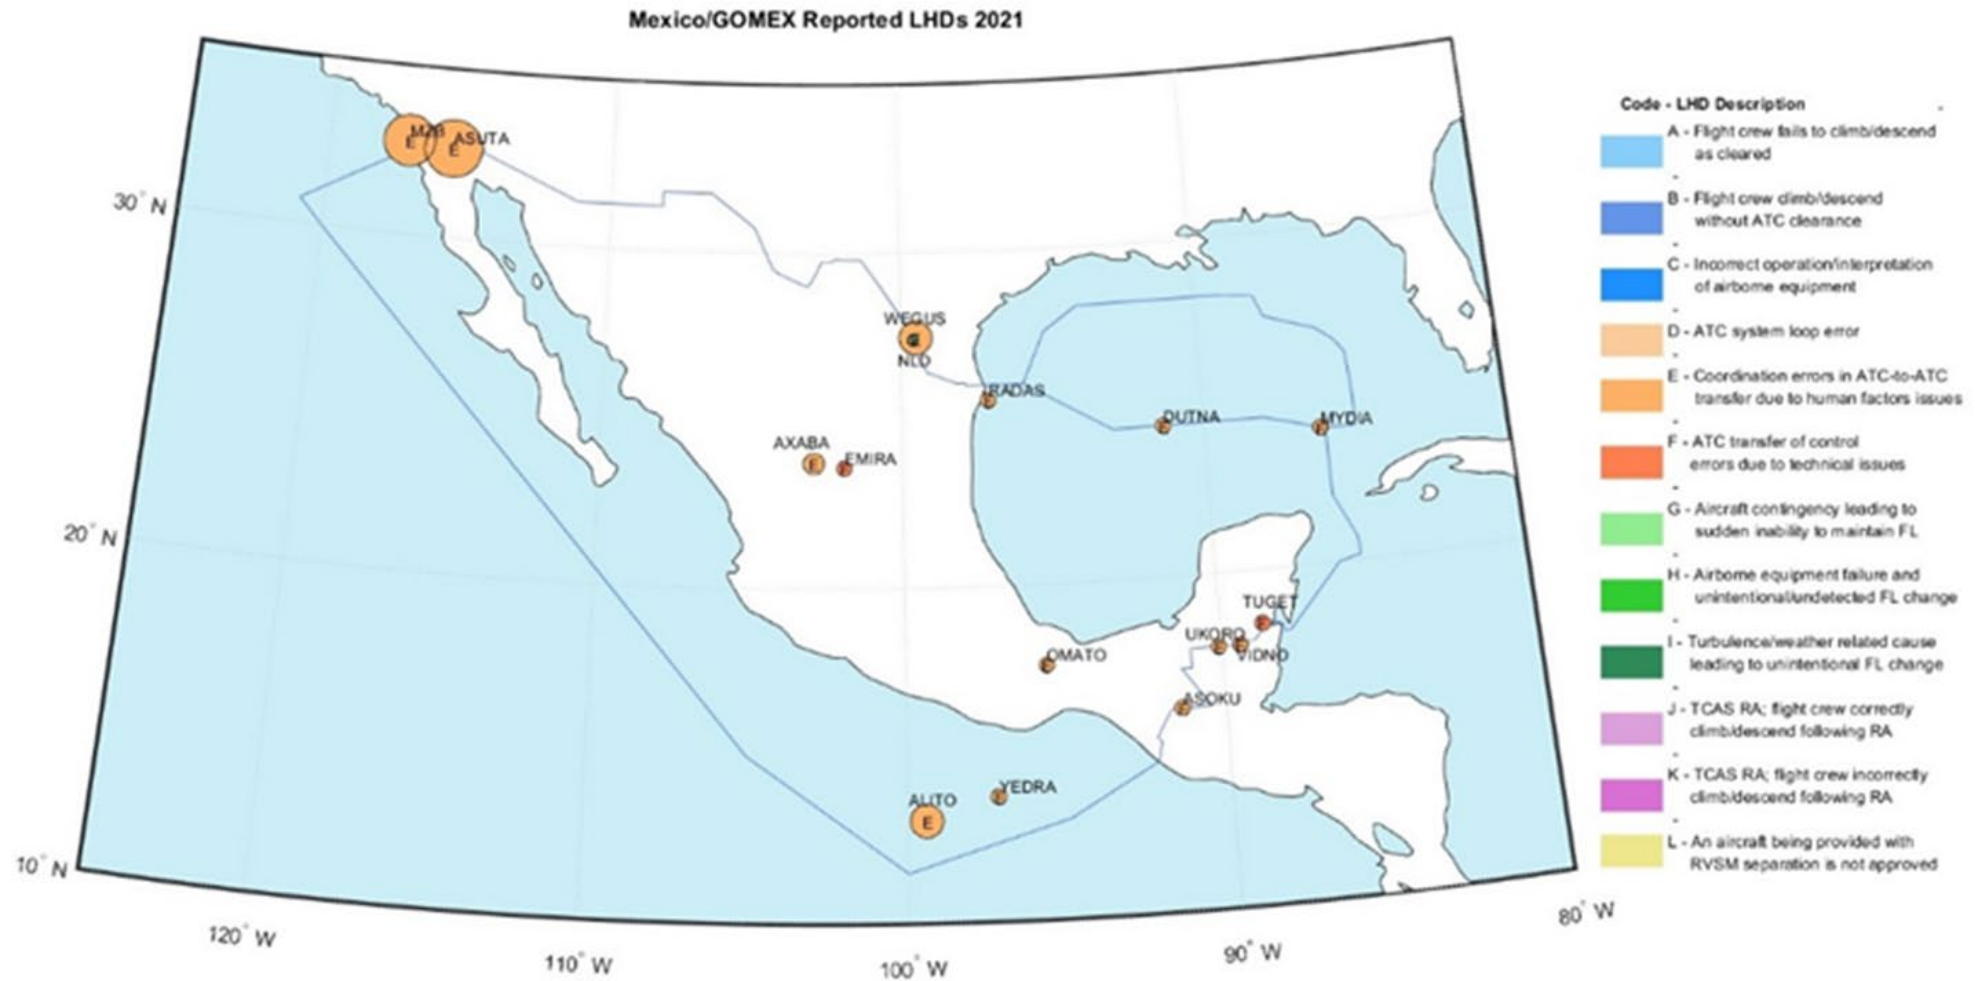 Mexico/GOMEX Reported LHDs 2021
MZB
E
ASUTA
E
30° N
WEGUS
NLD
RADAS
E
DUTNA
E
MYDIA
E
AXABA
E
EMIRA
F
20° N
TUGET
F
UKORO
E
VIDNO
E
OMATO
E
ASOKU
E
YEDRA
E
ALITO
E
10° N
120° W
110° W
100° W
90° W
80° W
Code - LHD Description
A - Flight crew fails to climb/descend
as cleared
B - Flight crew climb/descend
without ATC clearance
C - Incorrect operation/interpretation
of airborne equipment
D - ATC system loop error
E - Coordination errors in ATC-to-ATC
transfer due to human factors issues
F - ATC transfer of control
errors due to technical issues
G - Aircraft contingency leading to
sudden inability to maintain FL
H - Airborne equipment failure and
unintentional/undetected FL change
I - Turbulence/weather related cause
leading to unintentional FL change
J - TCAS RA; flight crew correctly
climb/descend following RA
K - TCAS RA; flight crew incorrectly
climb/descend following RA
L - An aircraft being provided with
RVSM separation is not approved